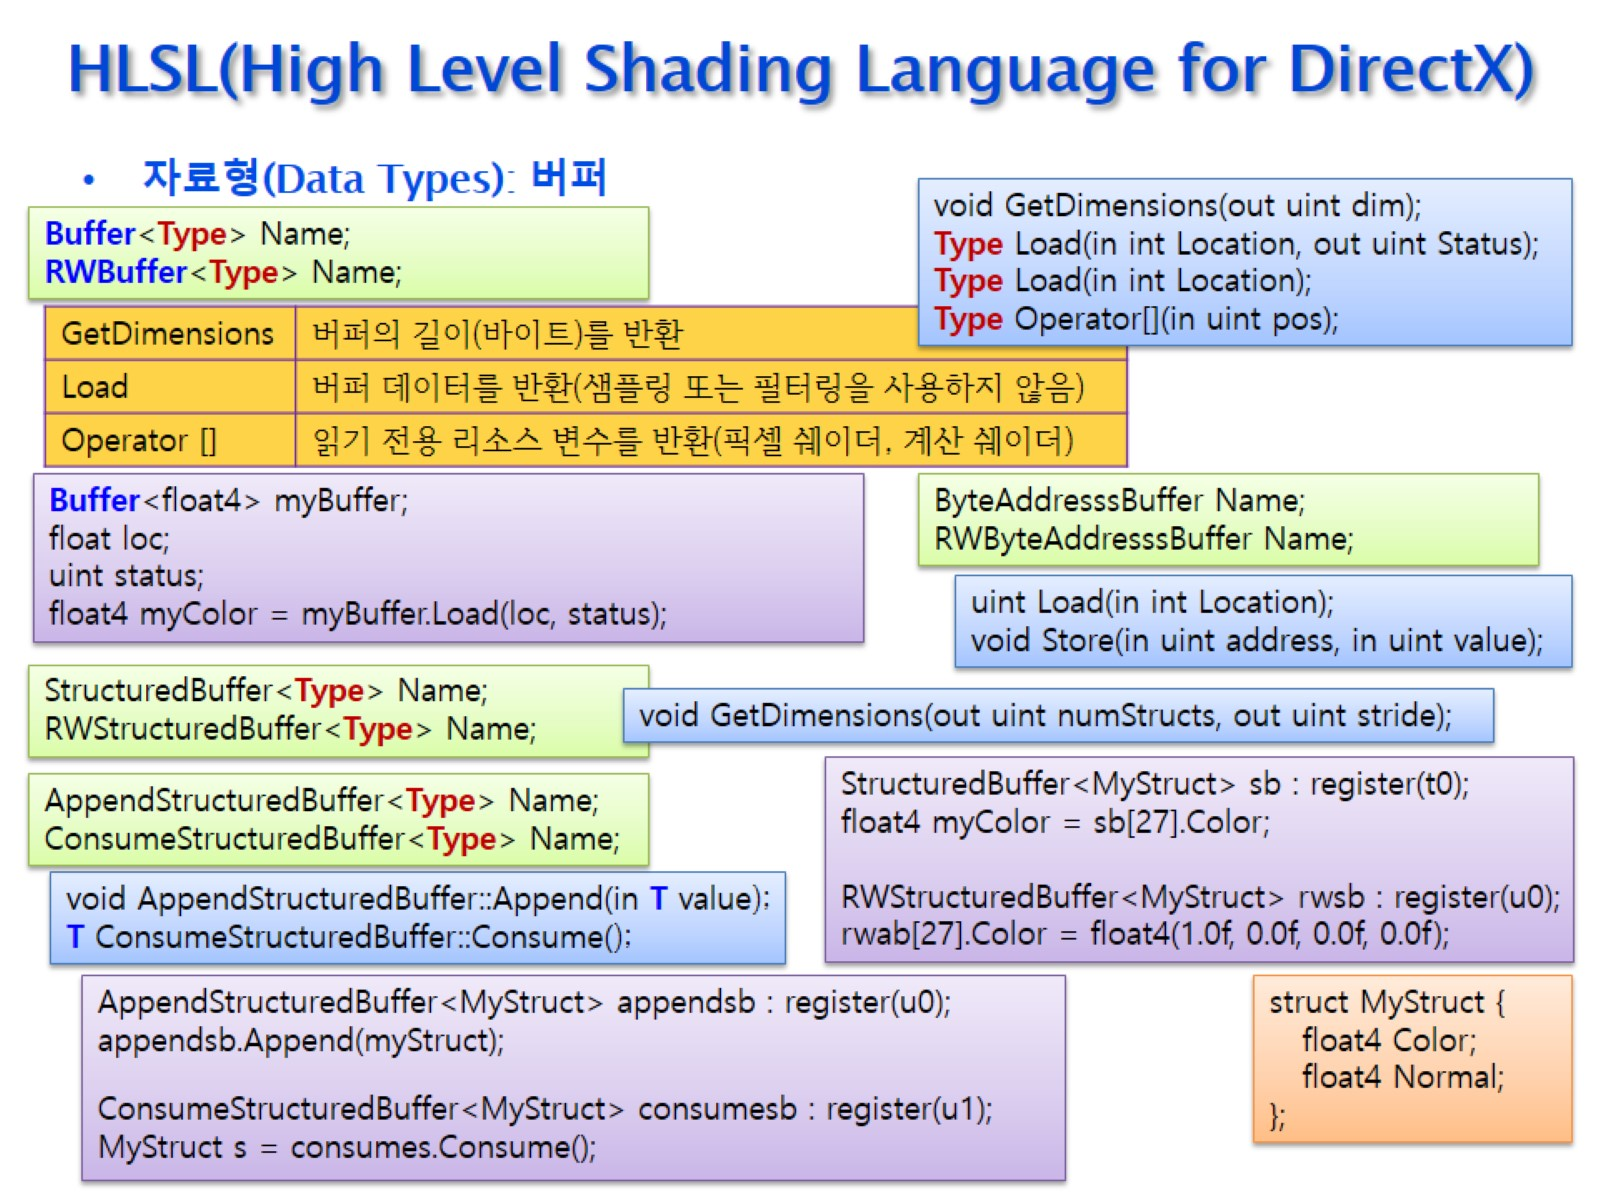 HLSL(High Level Shading Language for DirectX)
• 자료형(Data Types): 버퍼
Buffer<Type> Name;
RWBuffer<Type> Name;
void GetDimensions(out uint dim);
Type Load(in int Location, out uint Status);
Type Load(in int Location);
Type Operator[](in uint pos);
GetDimensions 버퍼의 길이(바이트)를 반환
Load 버퍼 데이터를 반환(샘플링 또는 필터링을 사용하지 않음)
Operator [] 읽기 전용 리소스 변수를 반환(픽셀 쉐이더, 계산 쉐이더)
Buffer<float4> myBuffer;
float loc;
uint status;
float4 myColor = myBuffer.Load(loc, status);
ByteAddresssBuffer Name;
RWByteAddresssBuffer Name;
uint Load(in int Location);
void Store(in uint address, in uint value);
StructuredBuffer<Type> Name;
RWStructuredBuffer<Type> Name;
void GetDimensions(out uint numStructs, out uint stride);
AppendStructuredBuffer<Type> Name;
ConsumeStructuredBuffer<Type> Name;
void AppendStructuredBuffer::Append(in T value);
T ConsumeStructuredBuffer::Consume();
StructuredBuffer<MyStruct> sb : register(t0);
float4 myColor = sb[27].Color;
RWStructuredBuffer<MyStruct> rwsb : register(u0);
rwab[27].Color = float4(1.0f, 0.0f, 0.0f, 0.0f);
AppendStructuredBuffer<MyStruct> appendsb : register(u0);
appendsb.Append(myStruct);
ConsumeStructuredBuffer<MyStruct> consumesb : register(u1);
MyStruct s = consumes.Consume();
struct MyStruct {
float4 Color;
float4 Normal;
};